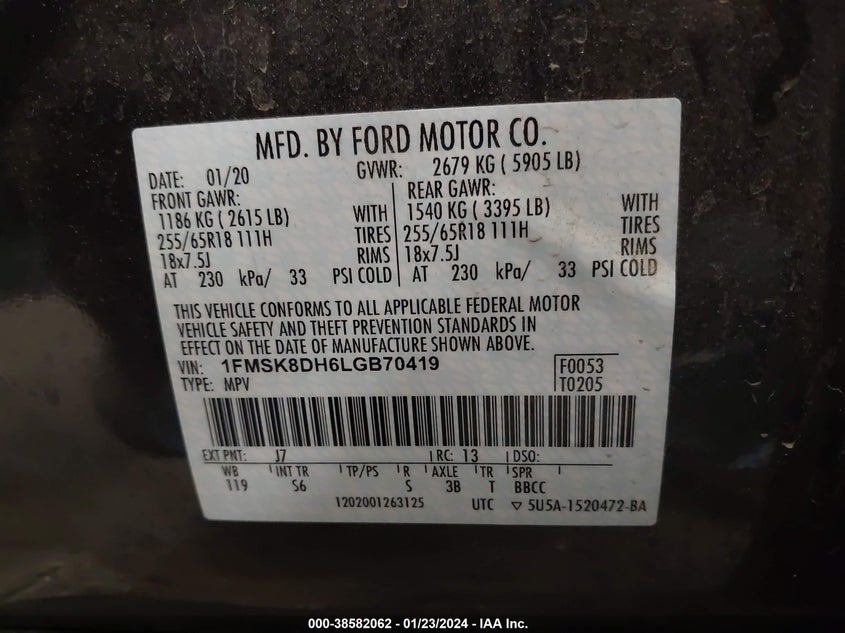 MFD. BY FORD MOTOR CO.
DATE: 01/20 GVWR: 2679 KG ( 5905 LB)
FRONT GAWR: REAR GAWR:
1186 KG ( 2615 LB) WITH 1540 KG ( 3395 LB) WITH
255/65R18 111H TIRES 255/65R18 111H TIRES
18x7.5J RIMS 18x7.5J RIMS
AT 230 kPa/ 33 PSI COLD AT 230 kPa/ 33 PSI COLD
THIS VEHICLE CONFORMS TO ALL APPLICABLE FEDERAL MOTOR
VEHICLE SAFETY AND THEFT PREVENTION STANDARDS IN
EFFECT ON THE DATE OF MANUFACTURE SHOWN ABOVE.
VIN: 1FMSK8DH6LGB70419 F0053
TYPE: MPV T0205
EXT PNT: J7 RC: 13 DSO:
WB INT TR TP/PS R AXLE TR SPR
119 S6 S 3B T BBCC
1202001263125 UTC ▽ 5U5A-1520472-BA
000-38582062 - 01/23/2024 - IAA Inc.